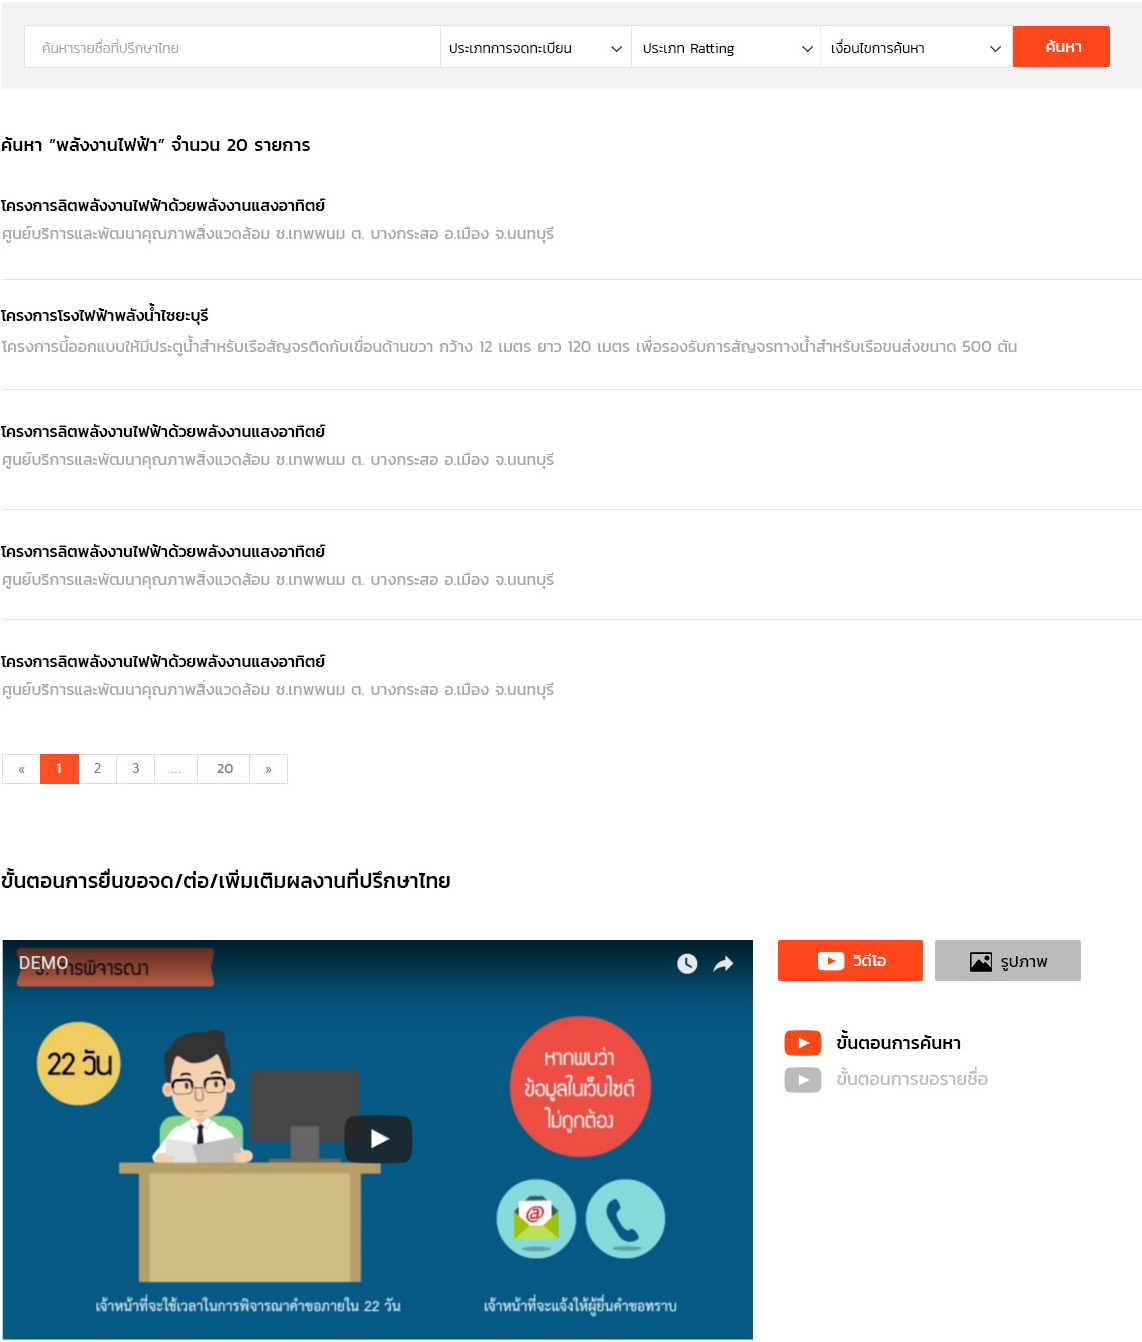 ค้นหารายชื่อที่ปรึกษาไทย ประเภทการจดทะเบียน ประเภท Ratting เงื่อนไขการค้นหา ค้นหา
ค้นหา "พลังงานไฟฟ้า" จำนวน 20 รายการ
โครงการลิตพลังงานไฟฟ้าด้วยพลังงานแสงอาทิตย์
ศูนย์บริการและพัฒนาคุณภาพสิ่งแวดล้อม ซ.เทพพนม ต. บางกระสอ อ.เมือง จ.นนทบุรี
โครงการโรงไฟฟ้าพลังน้ำไซยะบุรี
โครงการนี้ออกแบบให้มีประตูน้ำสำหรับเรือสัญจรติดกับเขื่อนด้านขวา กว้าง 12 เมตร ยาว 120 เมตร เพื่อรองรับการสัญจรทางน้ำสำหรับเรือขนส่งขนาด 500 ตัน
โครงการลิตพลังงานไฟฟ้าด้วยพลังงานแสงอาทิตย์
ศูนย์บริการและพัฒนาคุณภาพสิ่งแวดล้อม ซ.เทพพนม ต. บางกระสอ อ.เมือง จ.นนทบุรี
โครงการลิตพลังงานไฟฟ้าด้วยพลังงานแสงอาทิตย์
ศูนย์บริการและพัฒนาคุณภาพสิ่งแวดล้อม ซ.เทพพนม ต. บางกระสอ อ.เมือง จ.นนทบุรี
โครงการลิตพลังงานไฟฟ้าด้วยพลังงานแสงอาทิตย์
ศูนย์บริการและพัฒนาคุณภาพสิ่งแวดล้อม ซ.เทพพนม ต. บางกระสอ อ.เมือง จ.นนทบุรี
« 1 2 3 ... 20 »
ขั้นตอนการยื่นขอจด/ต่อ/เพิ่มเติมผลงานที่ปรึกษาไทย
DEMO
การพิจารณา
22 วัน
หากพบว่า
ข้อมูลในเว็บไซต์
ไม่ถูกต้อง
@
เจ้าหน้าที่จะใช้เวลาในการพิจารณาคำขอภายใน 22 วัน
เจ้าหน้าที่จะแจ้งให้ผู้ยื่นคำขอทราบ
วิดีโอ รูปภาพ
ขั้นตอนการค้นหา
ขั้นตอนการขอรายชื่อ